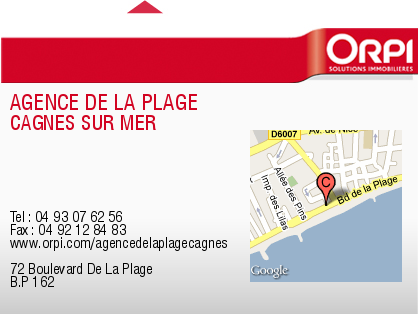 ORPI
SOLUTIONS IMMOBILIÈRES
AGENCE DE LA PLAGE
CAGNES SUR MER
D6007
Av. de Nice
Allée des Pins
Imp. des Lilas
C
Bd de la Plage
Google
Tel : 04 93 07 62 56
Fax : 04 92 12 84 83
www.orpi.com/agencedelaplagecagnes
72 Boulevard De La Plage
B.P 162